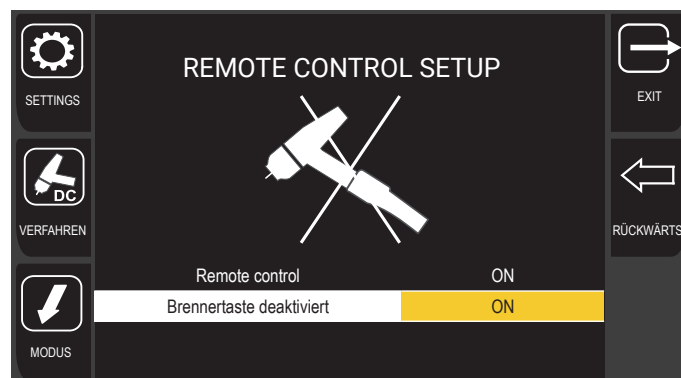 REMOTE CONTROL SETUP
SETTINGS
EXIT
DC
VERFAHREN
RÜCKWÄRTS
Remote control ON
Brennertaste deaktiviert ON
MODUS